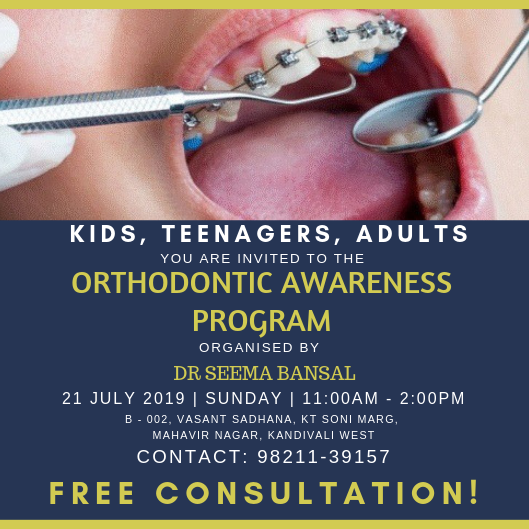 KIDS, TEENAGERS, ADULTS
YOU ARE INVITED TO THE
ORTHODONTIC AWARENESS
PROGRAM
ORGANISED BY
DR SEEMA BANSAL
21 JULY 2019 | SUNDAY | 11:00AM - 2:00PM
B - 002, VASANT SADHANA, KT SONI MARG,
MAHAVIR NAGAR, KANDIVALI WEST
CONTACT: 98211-39157
FREE CONSULTATION!